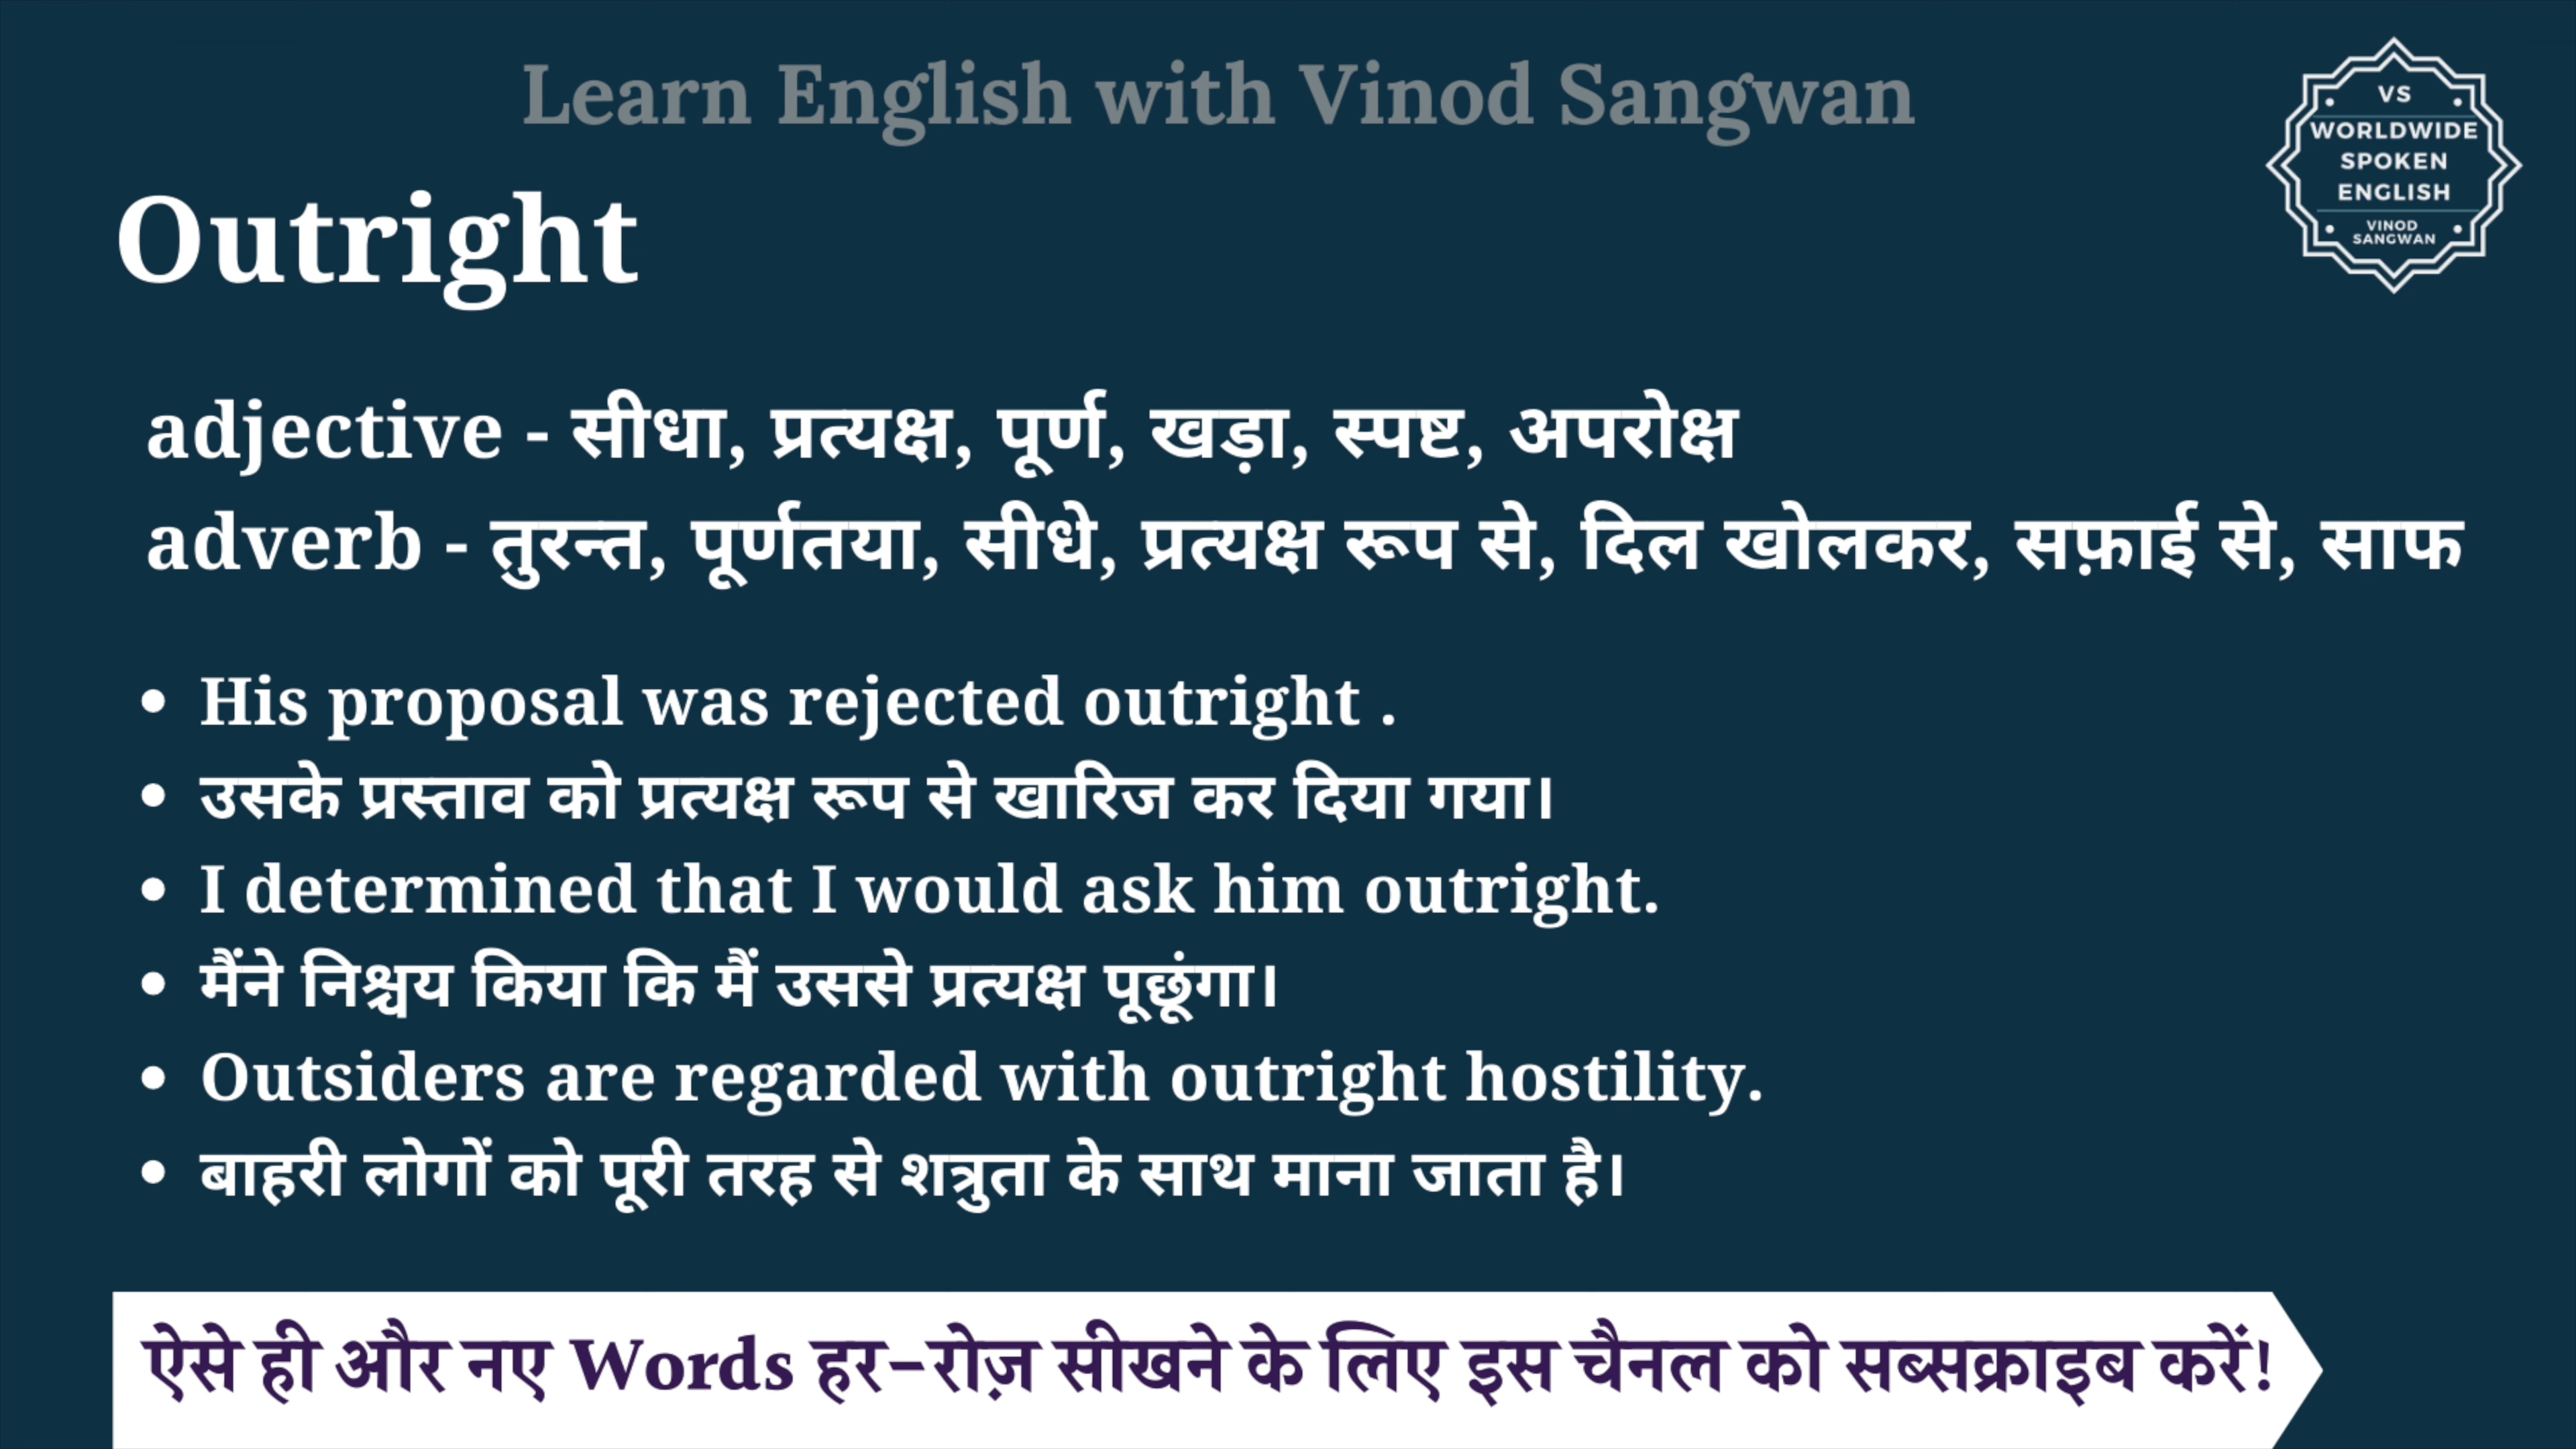 Learn English with Vinod Sangwan
VS
WORLDWIDE
SPOKEN
ENGLISH
VINOD
SANGWAN
Outright
adjective - सीधा, प्रत्यक्ष, पूर्ण, खड़ा, स्पष्ट, अपरोक्ष
adverb - तुरन्त, पूर्णतया, सीधे, प्रत्यक्ष रूप से, दिल खोलकर, सफ़ाई से, साफ
• His proposal was rejected outright .
• उसके प्रस्ताव को प्रत्यक्ष रूप से खारिज कर दिया गया।
• I determined that I would ask him outright.
• मैंने निश्चय किया कि मैं उससे प्रत्यक्ष पूछूंगा।
• Outsiders are regarded with outright hostility.
• बाहरी लोगों को पूरी तरह से शत्रुता के साथ माना जाता है।
ऐसे ही और नए Words हर-रोज़ सीखने के लिए इस चैनल को सब्सक्राइब करें!